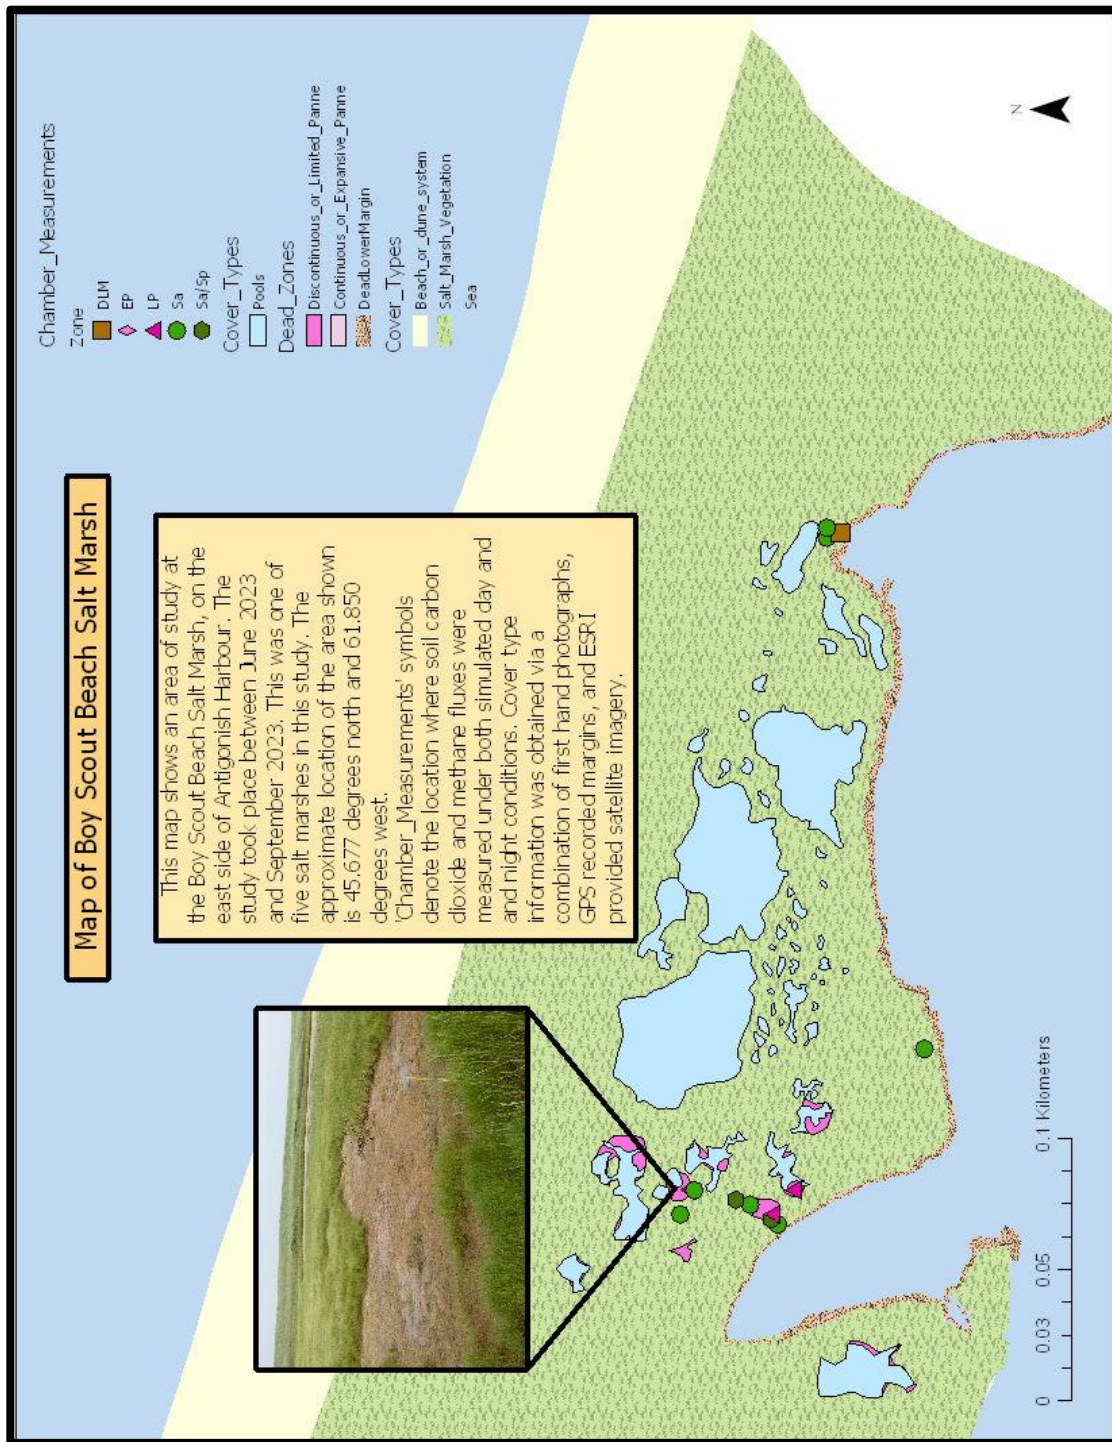 Map of Boy Scout Beach Salt Marsh
This map shows an area of study at
the Boy Scout Beach Salt Marsh, on the
east side of Antigonish Harbour. The
study took place between June 2023
and September 2023. This was one of
five salt marshes in this study. The
approximate location of the area shown
is 45.677 degrees north and 61.850
degrees west.
'Chamber_Measurements' symbols
denote the location where soil carbon
dioxide and methane fluxes were
measured under both simulated day and
and night conditions. Cover type
information was obtained via a
combination of first hand photographs,
GPS recorded margins, and ESRI
provided satellite imagery.
Chamber_Measurements
Zone
DLM
EP
LP
Sa
Sa/Sp
Cover_Types
Pools
Dead_Zones
Discontinuous_or_Limited_Panne
Continuous_or_Expansive_Panne
DeadLowerMargin
Cover_Types
Beach_or_dune_system
Salt_Marsh_Vegetation
Sea
0 0.03 0.05 0.1 Kilometers
N